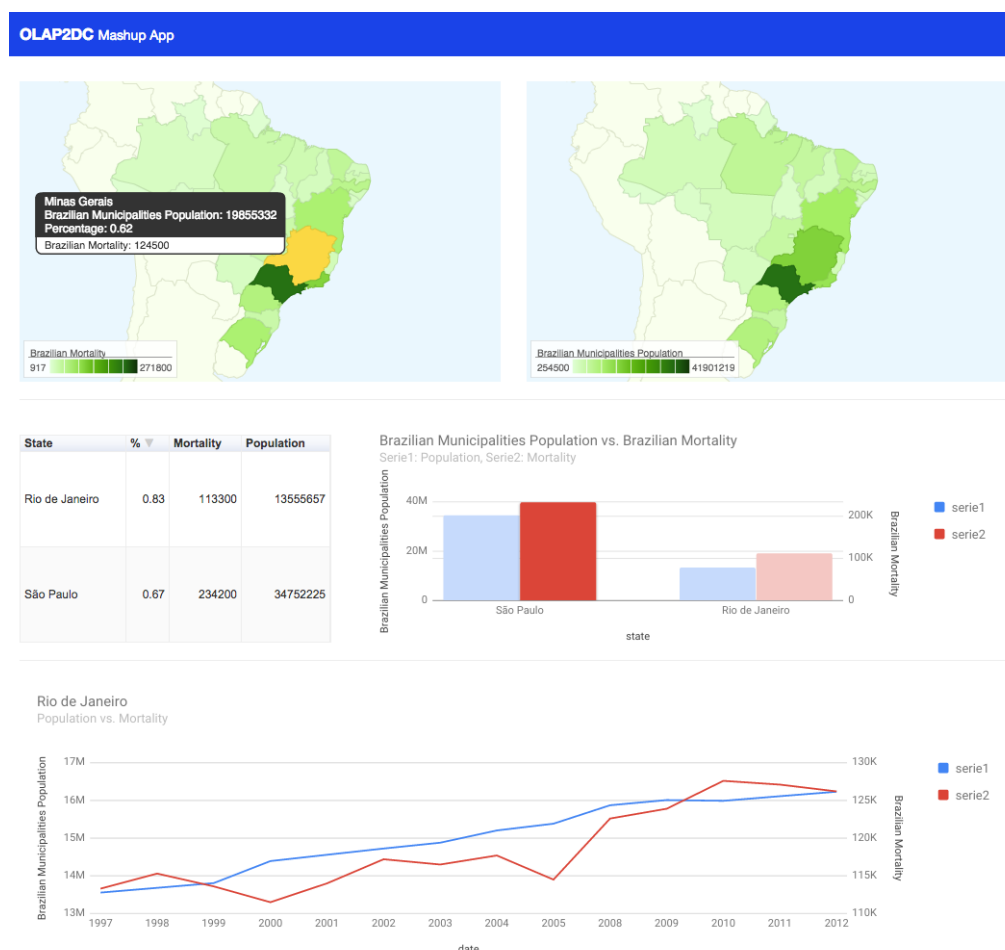 OLAP2DC Mashup App
Minas Gerais
Brazilian Municipalities Population: 19855332
Percentage: 0.62
Brazilian Mortality: 124500
Brazilian Mortality
917 271800
Brazilian Municipalities Population
254500 41901219
State % Mortality Population
Rio de Janeiro 0.83 113300 13555657
São Paulo 0.67 234200 34752225
Brazilian Municipalities Population vs. Brazilian Mortality
Serie1: Population, Serie2: Mortality
Brazilian Municipalities Population
40M
20M
0
200K
100K
0
Brazilian Mortality
São Paulo Rio de Janeiro
state
serie1
serie2
Rio de Janeiro
Population vs. Mortality
Brazilian Municipalities Population
17M
16M
15M
14M
13M
130K
125K
120K
115K
110K
Brazilian Mortality
1997 1998 1999 2000 2001 2002 2003 2004 2005 2008 2009 2010 2011 2012
date
serie1
serie2